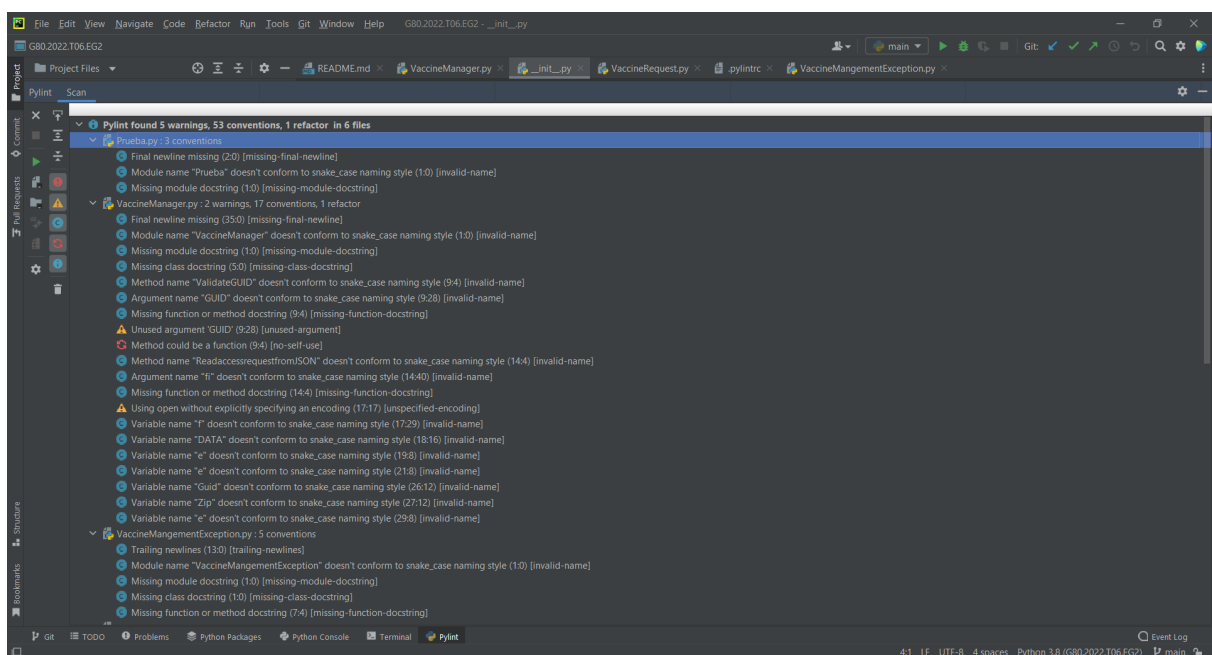 File Edit View Navigate Code Refactor Run Tools Git Window Help G80.2022.T06.EG2 - __init__.py
G80.2022.T06.EG2 main Git:
Project Files README.md VaccineManager.py __init__.py VaccineRequest.py .pylintrc VaccineMangementException.py
Project
Pylint Scan
Commit
Pull Requests
Pylint found 5 warnings, 53 conventions, 1 refactor in 6 files
Prueba.py : 3 conventions
Final newline missing (2:0) [missing-final-newline]
Module name "Prueba" doesn't conform to snake_case naming style (1:0) [invalid-name]
Missing module docstring (1:0) [missing-module-docstring]
VaccineManager.py : 2 warnings, 17 conventions, 1 refactor
Final newline missing (35:0) [missing-final-newline]
Module name "VaccineManager" doesn't conform to snake_case naming style (1:0) [invalid-name]
Missing module docstring (1:0) [missing-module-docstring]
Missing class docstring (5:0) [missing-class-docstring]
Method name "ValidateGUID" doesn't conform to snake_case naming style (9:4) [invalid-name]
Argument name "GUID" doesn't conform to snake_case naming style (9:28) [invalid-name]
Missing function or method docstring (9:4) [missing-function-docstring]
Unused argument 'GUID' (9:28) [unused-argument]
Method could be a function (9:4) [no-self-use]
Method name "ReadaccessrequestfromJSON" doesn't conform to snake_case naming style (14:4) [invalid-name]
Argument name "fi" doesn't conform to snake_case naming style (14:40) [invalid-name]
Missing function or method docstring (14:4) [missing-function-docstring]
Using open without explicitly specifying an encoding (17:17) [unspecified-encoding]
Variable name "f" doesn't conform to snake_case naming style (17:29) [invalid-name]
Variable name "DATA" doesn't conform to snake_case naming style (18:16) [invalid-name]
Variable name "e" doesn't conform to snake_case naming style (19:8) [invalid-name]
Variable name "e" doesn't conform to snake_case naming style (21:8) [invalid-name]
Variable name "Guid" doesn't conform to snake_case naming style (26:12) [invalid-name]
Variable name "Zip" doesn't conform to snake_case naming style (27:12) [invalid-name]
Variable name "e" doesn't conform to snake_case naming style (29:8) [invalid-name]
VaccineMangementException.py : 5 conventions
Trailing newlines (13:0) [trailing-newlines]
Module name "VaccineMangementException" doesn't conform to snake_case naming style (1:0) [invalid-name]
Missing module docstring (1:0) [missing-module-docstring]
Missing class docstring (1:0) [missing-class-docstring]
Missing function or method docstring (7:4) [missing-function-docstring]
Structure
Bookmarks
Git TODO Problems Python Packages Python Console Terminal Pylint Event Log
4:1 LF UTF-8 4 spaces Python 3.8 (G80.2022.T06.EG2) main